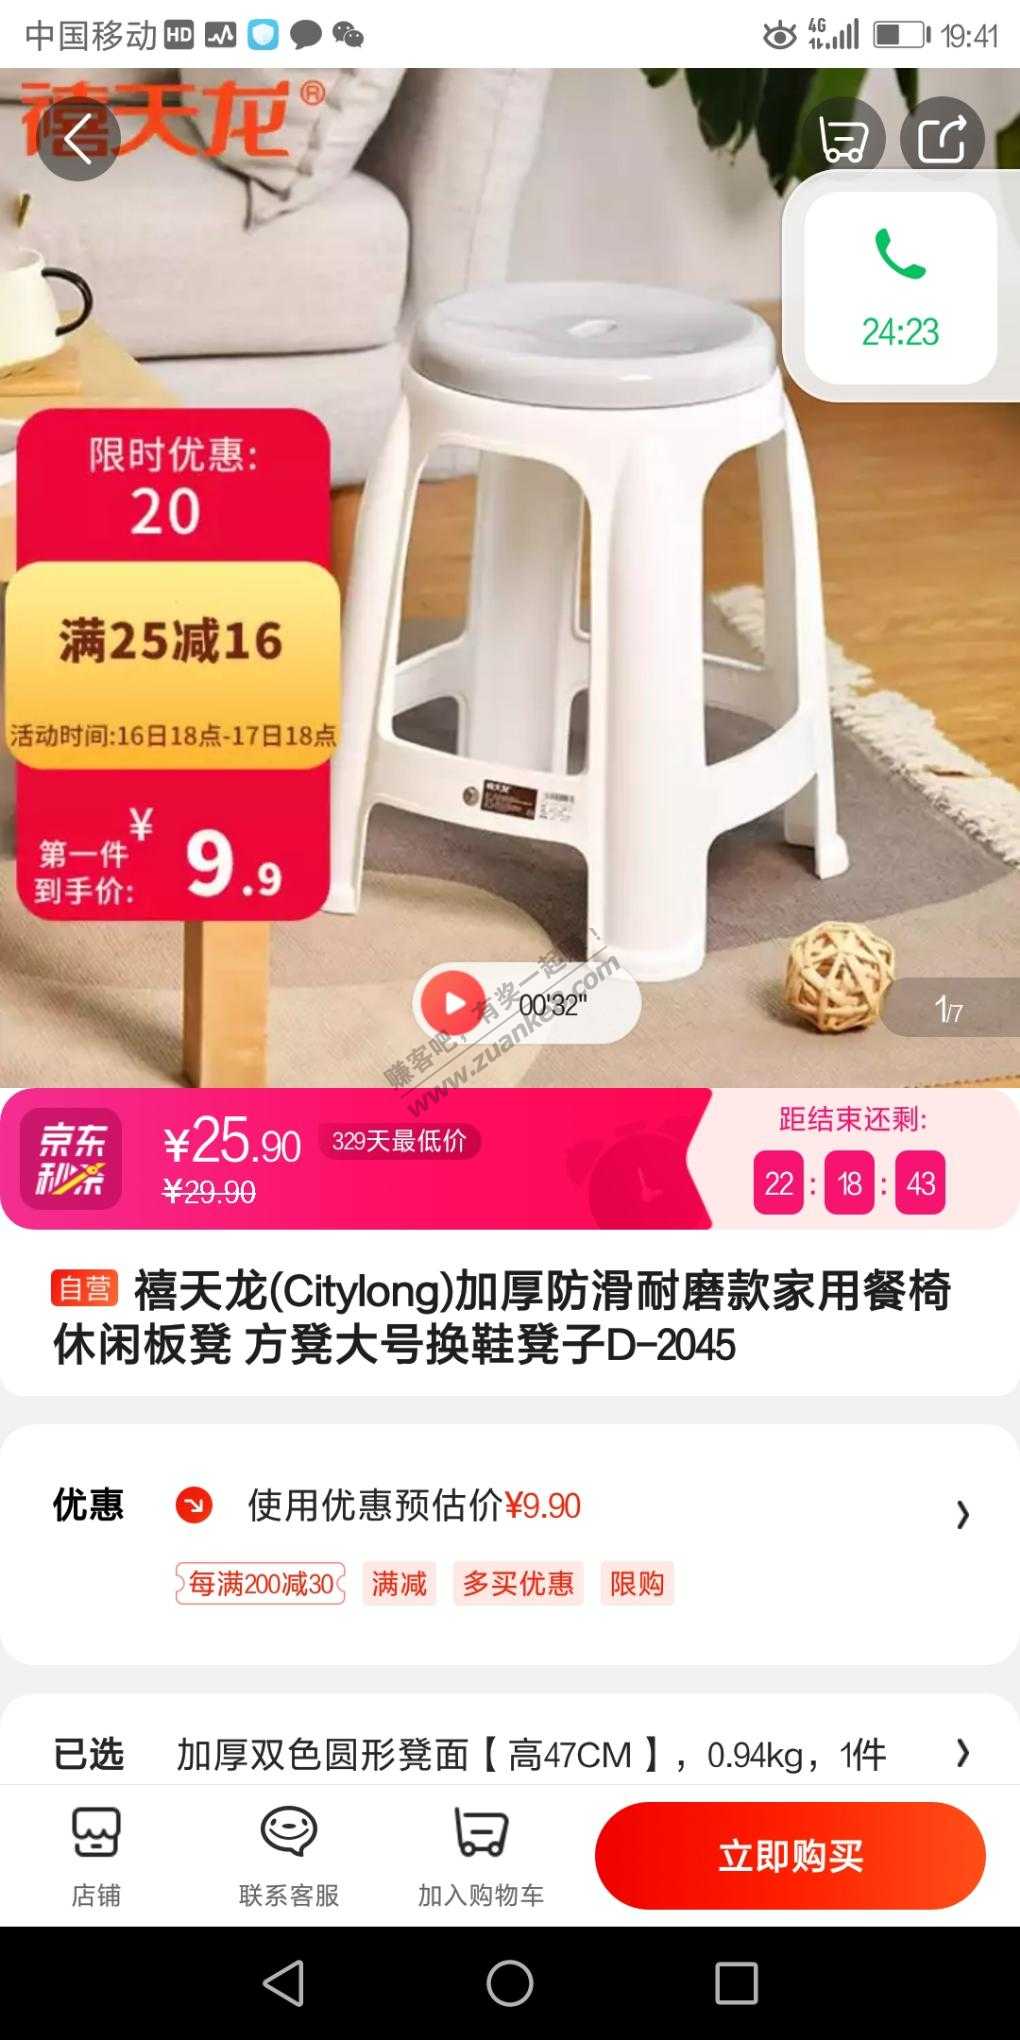 中国移动 HD 4G 19:41
禧天龙®
24:23
限时优惠:
20
满25减16
活动时间:16日18点-17日18点
¥
第一件
到手价:
9.9
00'32"
1/7
赚客吧，有奖一起赚！
www.zuanke8.com
京东
秒杀
¥25.90 329天最低价
¥29.90
距结束还剩:
22 : 18 : 43
自营 禧天龙(Citylong)加厚防滑耐磨款家用餐椅
休闲板凳 方凳大号换鞋凳子D-2045
优惠 使用优惠预估价¥9.90
每满200减30 满减 多买优惠 限购
已选 加厚双色圆形凳面【高47CM】，0.94kg，1件
店铺 联系客服 加入购物车 立即购买